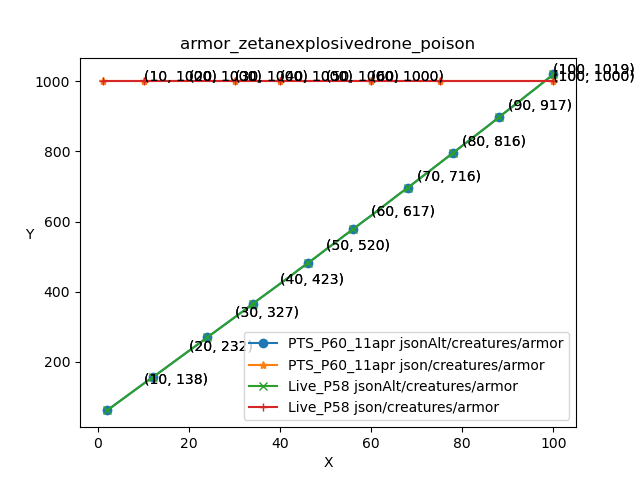 armor_zetanexplosivedrone_poison
Y
1000
800
600
400
200
(10, 1000)
(20, 1000)
(30, 1000)
(40, 1000)
(50, 1000)
(60, 1000)
(100, 1019)
(100, 1000)
(90, 917)
(80, 816)
(70, 716)
(60, 617)
(50, 520)
(40, 423)
(30, 327)
(20, 232)
(10, 138)
PTS_P60_11apr jsonAlt/creatures/armor
PTS_P60_11apr json/creatures/armor
Live_P58 jsonAlt/creatures/armor
Live_P58 json/creatures/armor
0 20 40 60 80 100
X